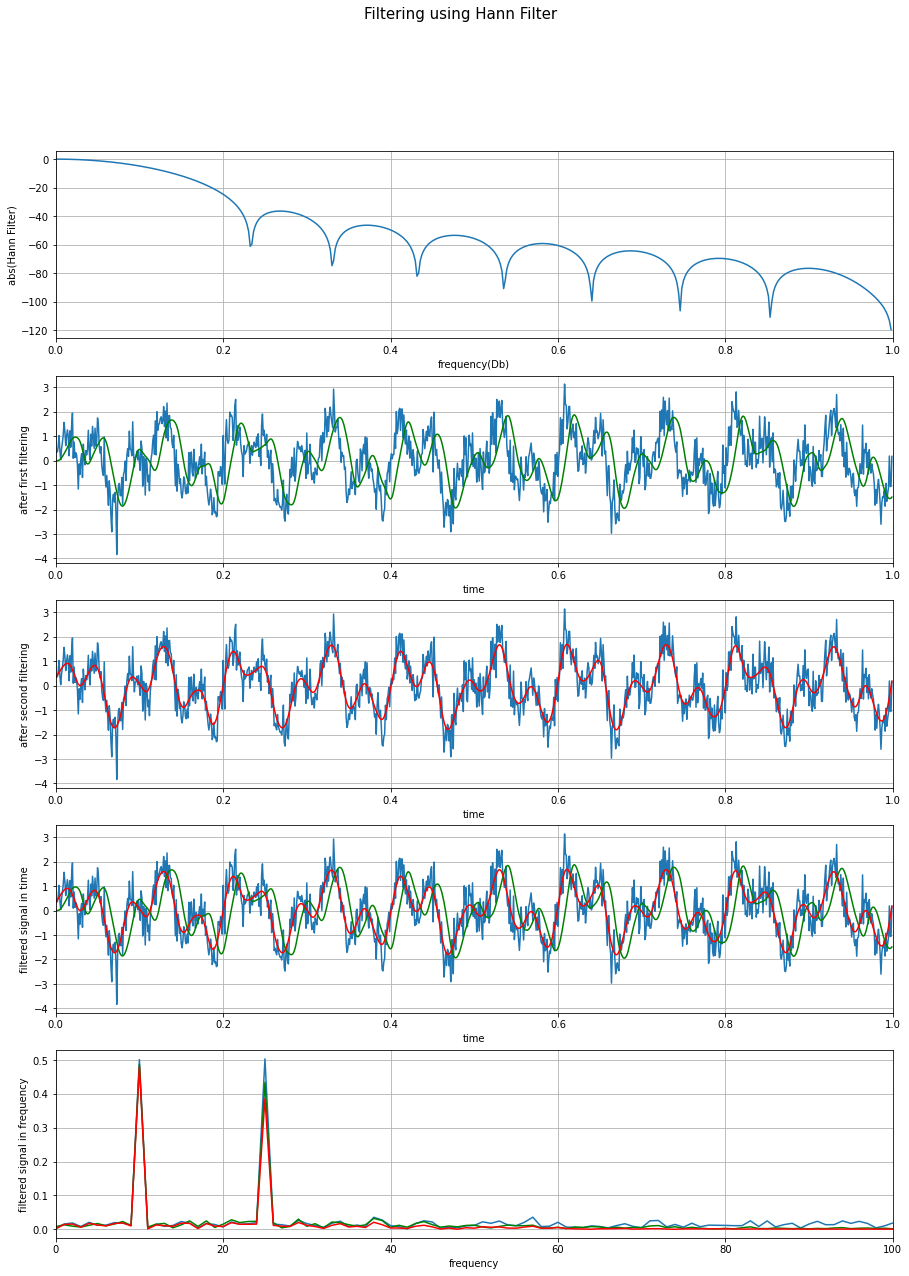 Filtering using Hann Filter
abs(Hann Filter)
0
−20
−40
−60
−80
−100
−120
0.0 0.2 0.4 0.6 0.8 1.0
frequency(Db)
after first filtering
3
2
1
0
−1
−2
−3
−4
0.0 0.2 0.4 0.6 0.8 1.0
time
after second filtering
3
2
1
0
−1
−2
−3
−4
0.0 0.2 0.4 0.6 0.8 1.0
time
filtered signal in time
3
2
1
0
−1
−2
−3
−4
0.0 0.2 0.4 0.6 0.8 1.0
time
filtered signal in frequency
0.5
0.4
0.3
0.2
0.1
0.0
0 20 40 60 80 100
frequency